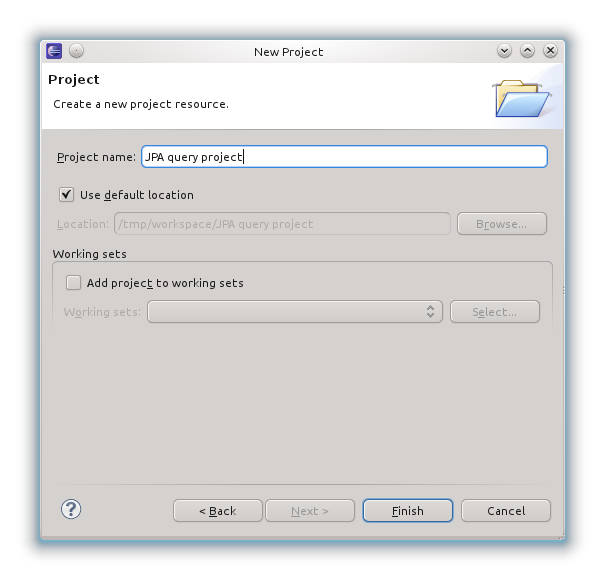 New Project
Project
Create a new project resource.
Project name: JPA query project
Use default location
Location: /tmp/workspace/JPA query project Browse...
Working sets
Add project to working sets
Working sets: Select...
? < Back Next > Finish Cancel